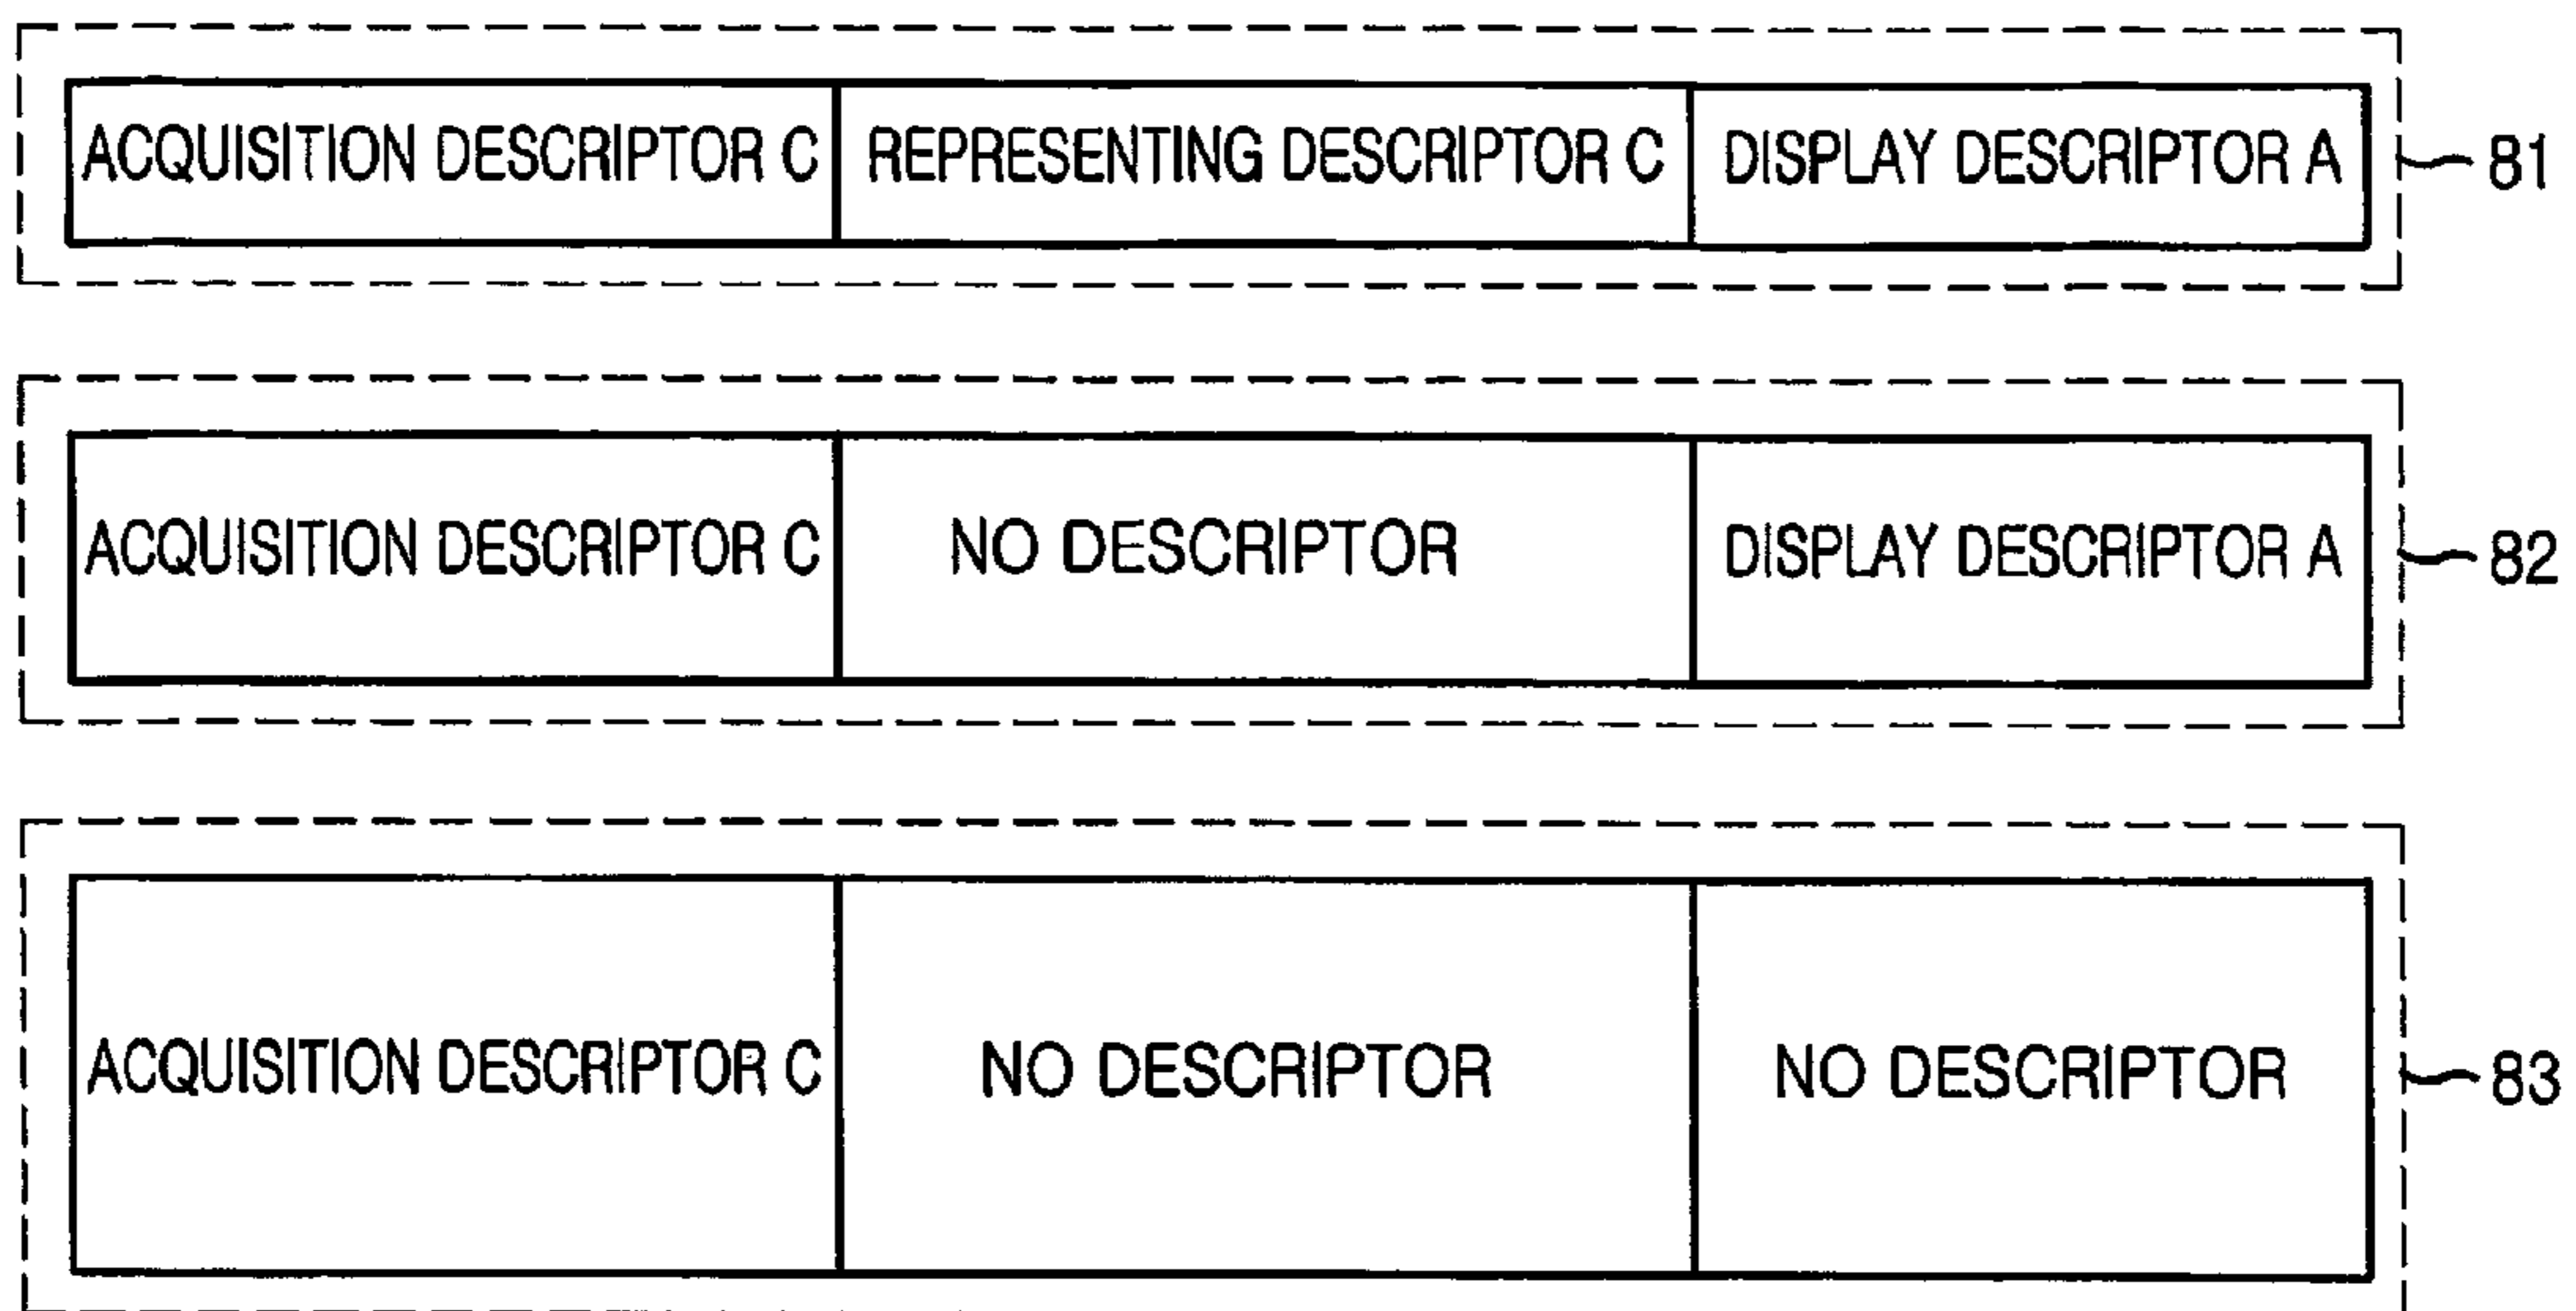 ACQUISITION DESCRIPTOR C REPRESENTING DESCRIPTOR C DISPLAY DESCRIPTOR A 81
ACQUISITION DESCRIPTOR C NO DESCRIPTOR DISPLAY DESCRIPTOR A 82
ACQUISITION DESCRIPTOR C NO DESCRIPTOR NO DESCRIPTOR 83